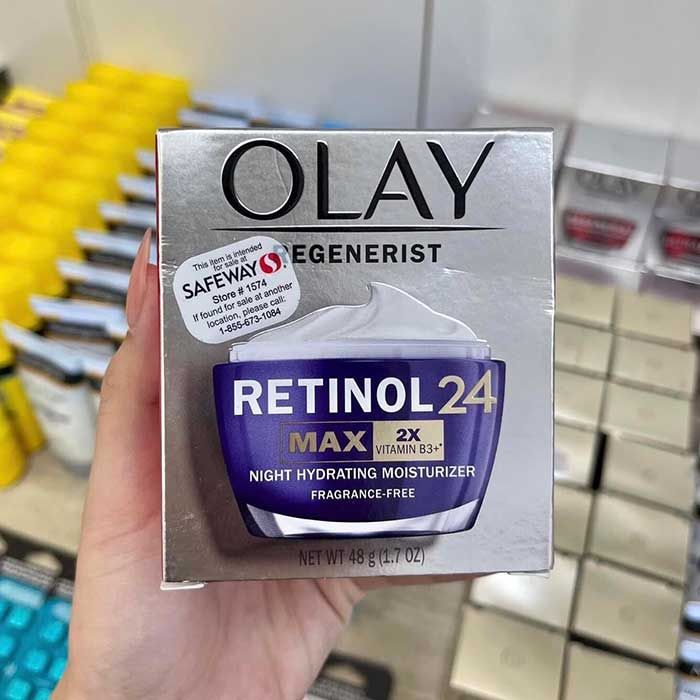 OLAY
REGENERIST
This item is intended
for sale at
SAFEWAY
Store # 1574
If found for sale at another
location, please call:
1-855-673-1084
RETINOL24
MAX
2X
VITAMIN B3+*
NIGHT HYDRATING MOISTURIZER
FRAGRANCE-FREE
NET WT 48 g (1.7 OZ)